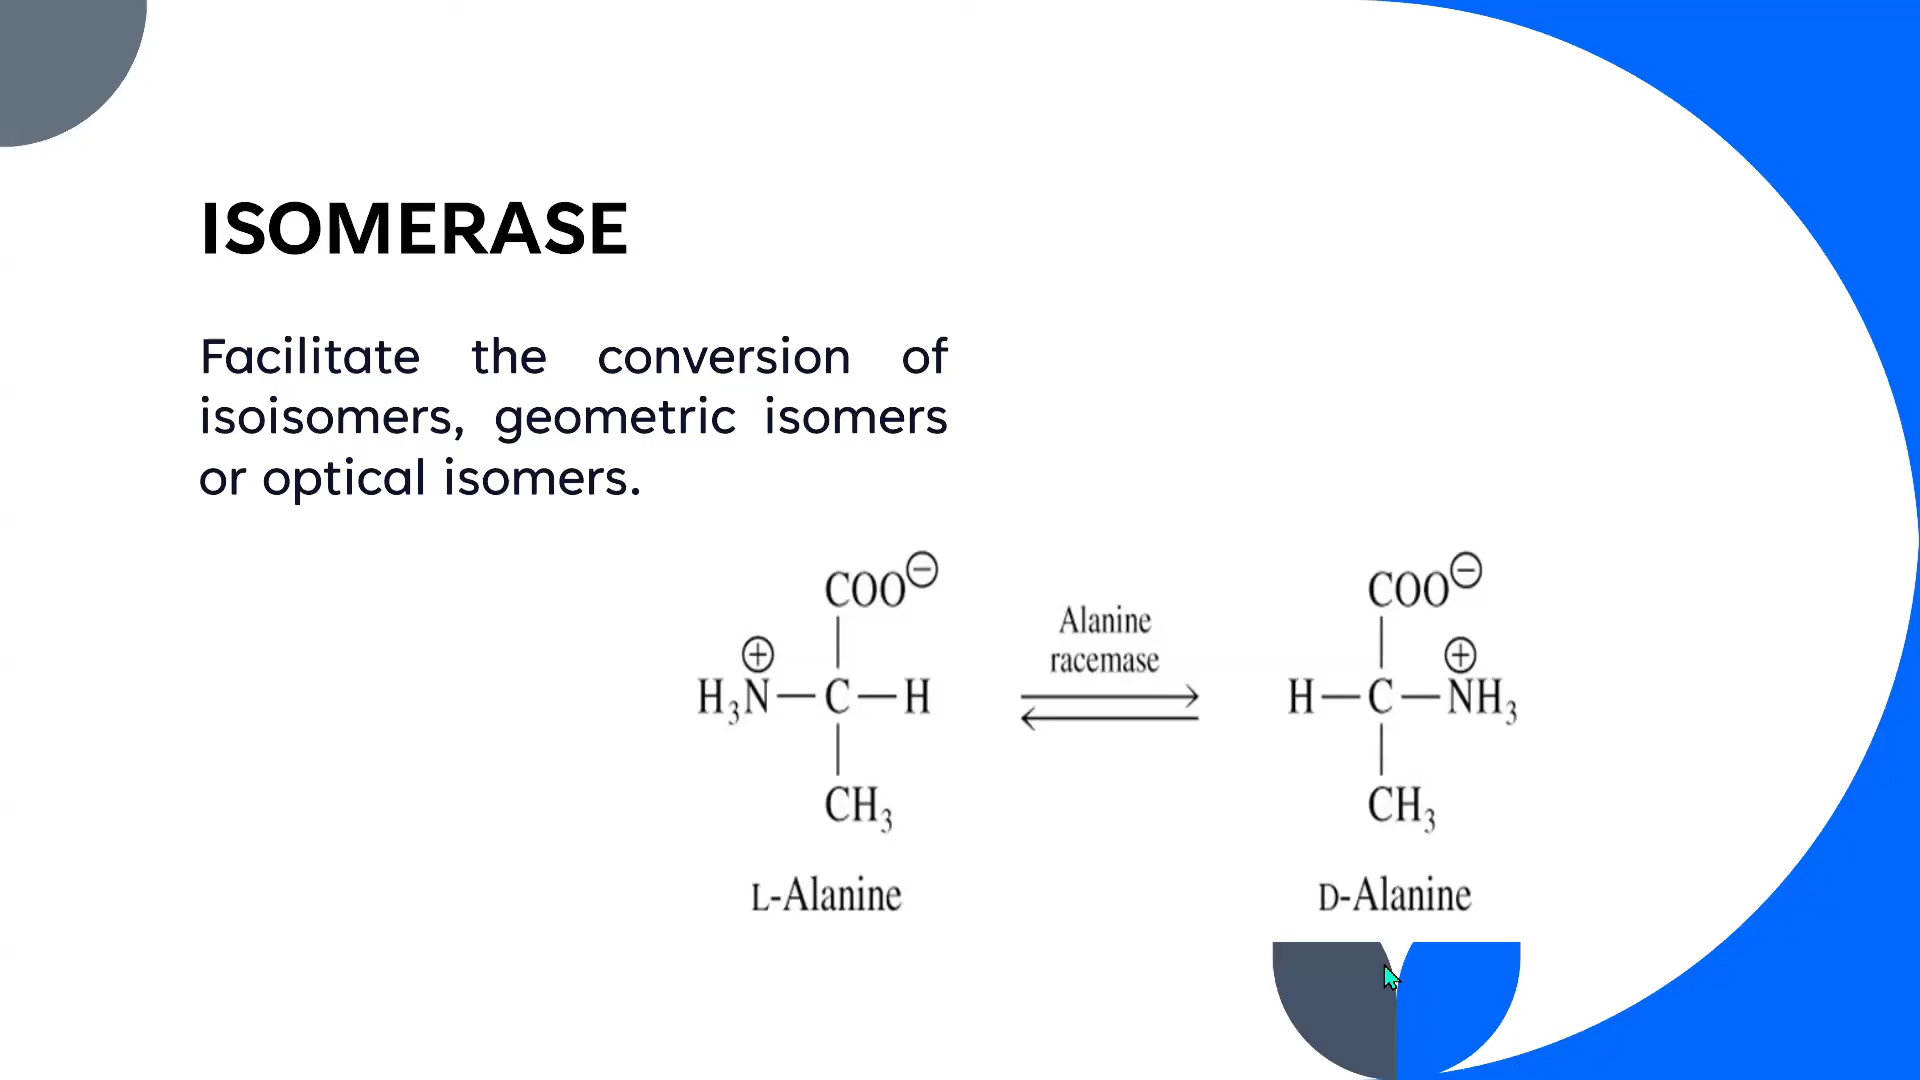 ISOMERASE
Facilitate the conversion of
isoisomers, geometric isomers
or optical isomers.
COO⊖
⊕
H₃N—C—H
CH₃
L-Alanine
Alanine
racemase
COO⊖
⊕
H—C—NH₃
CH₃
D-Alanine